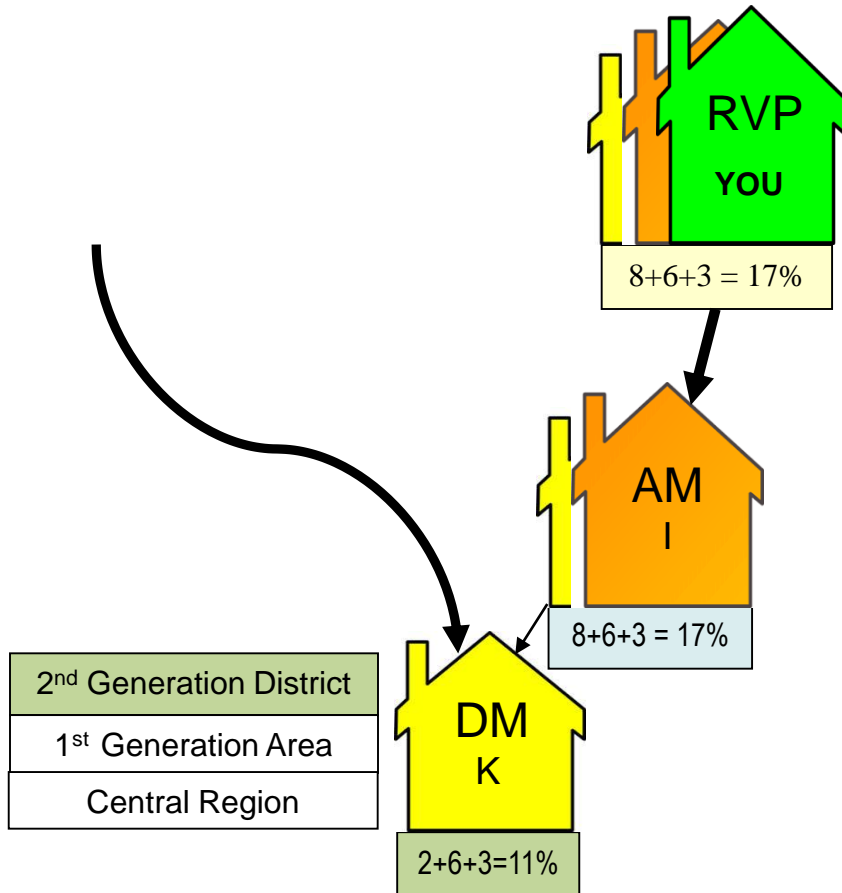 RVP
YOU
8+6+3 = 17%
AM
I
8+6+3 = 17%
2nd Generation District
1st Generation Area
Central Region
DM
K
2+6+3=11%